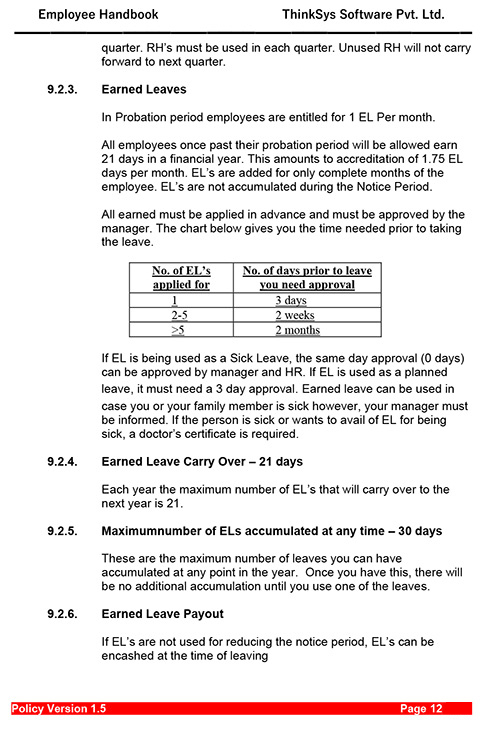 Employee Handbook ThinkSys Software Pvt. Ltd.
quarter. RH's must be used in each quarter. Unused RH will not carry
forward to next quarter.
9.2.3. Earned Leaves
In Probation period employees are entitled for 1 EL Per month.
All employees once past their probation period will be allowed earn
21 days in a financial year. This amounts to accreditation of 1.75 EL
days per month. EL's are added for only complete months of the
employee. EL's are not accumulated during the Notice Period.
All earned must be applied in advance and must be approved by the
manager. The chart below gives you the time needed prior to taking
the leave.
No. of EL's No. of days prior to leave
applied for you need approval
1 3 days
2-5 2 weeks
>5 2 months
If EL is being used as a Sick Leave, the same day approval (0 days)
can be approved by manager and HR. If EL is used as a planned
leave, it must need a 3 day approval. Earned leave can be used in
case you or your family member is sick however, your manager must
be informed. If the person is sick or wants to avail of EL for being
sick, a doctor's certificate is required.
9.2.4. Earned Leave Carry Over – 21 days
Each year the maximum number of EL's that will carry over to the
next year is 21.
9.2.5. Maximumnumber of ELs accumulated at any time – 30 days
These are the maximum number of leaves you can have
accumulated at any point in the year. Once you have this, there will
be no additional accumulation until you use one of the leaves.
9.2.6. Earned Leave Payout
If EL's are not used for reducing the notice period, EL's can be
encashed at the time of leaving
Policy Version 1.5 Page 12